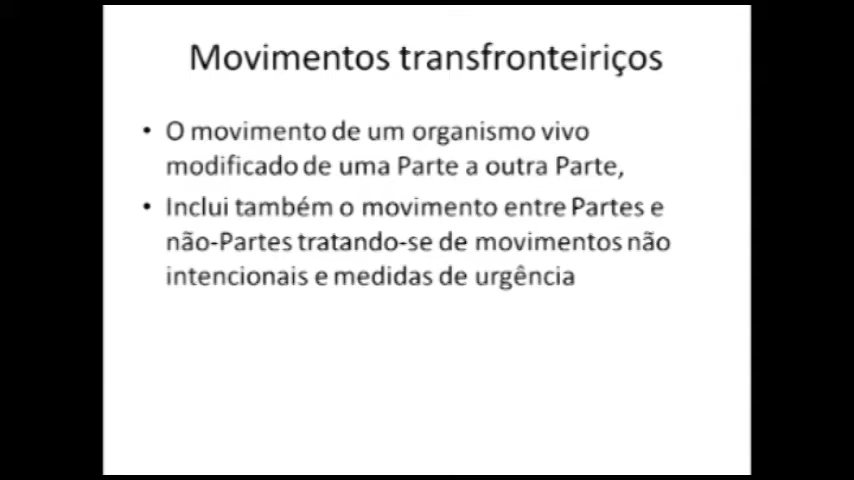 Movimentos transfronteiriços
• O movimento de um organismo vivo
modificado de uma Parte a outra Parte,
• Inclui também o movimento entre Partes e
não-Partes tratando-se de movimentos não
intencionais e medidas de urgência